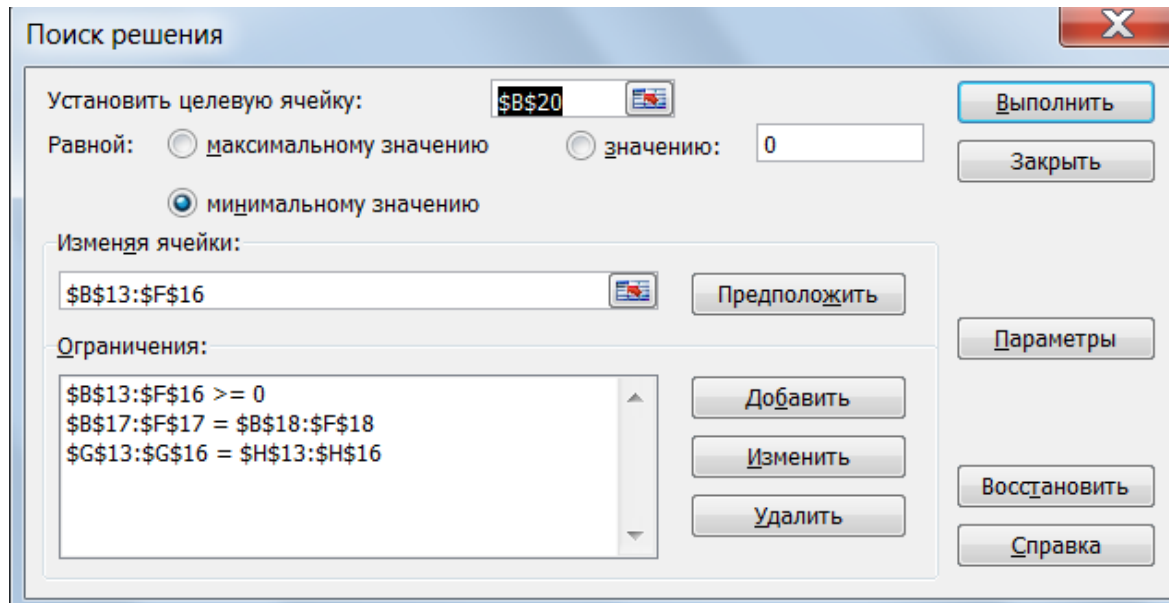 Поиск решения
Установить целевую ячейку: $B$20
Выполнить
Равной: максимальному значению значению: 0
Закрыть
минимальному значению
Изменяя ячейки:
$B$13:$F$16
Предположить
Параметры
Ограничения:
$B$13:$F$16 >= 0
$B$17:$F$17 = $B$18:$F$18
$G$13:$G$16 = $H$13:$H$16
Добавить
Изменить
Удалить
Восстановить
Справка